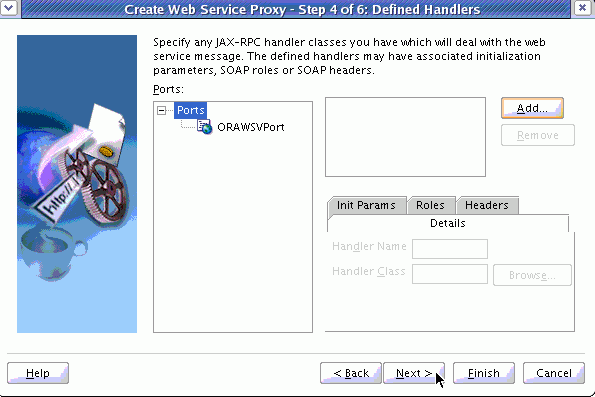 Create Web Service Proxy - Step 4 of 6: Defined Handlers
Specify any JAX-RPC handler classes you have which will deal with the web
service message. The defined handlers may have associated initialization
parameters, SOAP roles or SOAP headers.
Ports:
Ports
ORAWSVPort
Add...
Remove
Init Params
Roles
Headers
Details
Handler Name
Handler Class
Browse...
http://
Help
< Back
Next >
Finish
Cancel